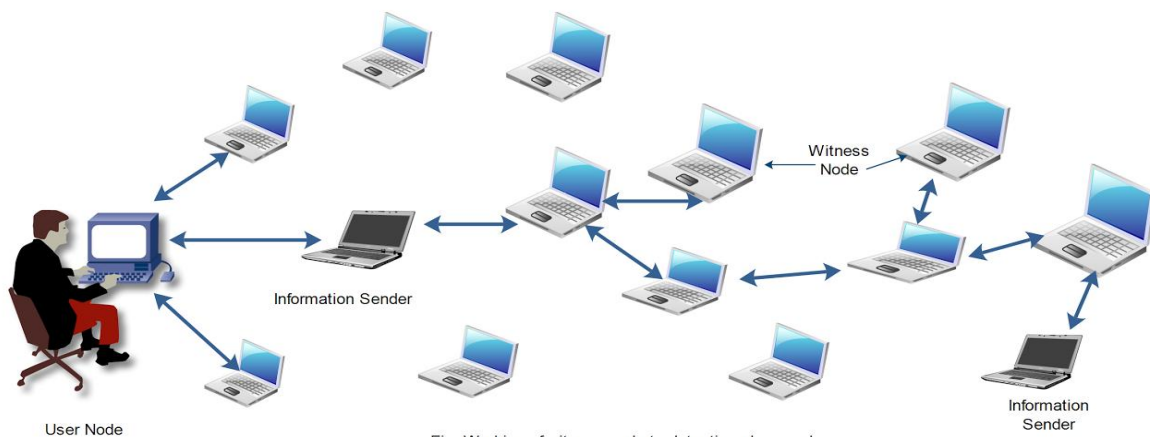 Witness
Node
Information Sender
Information
Sender
User Node